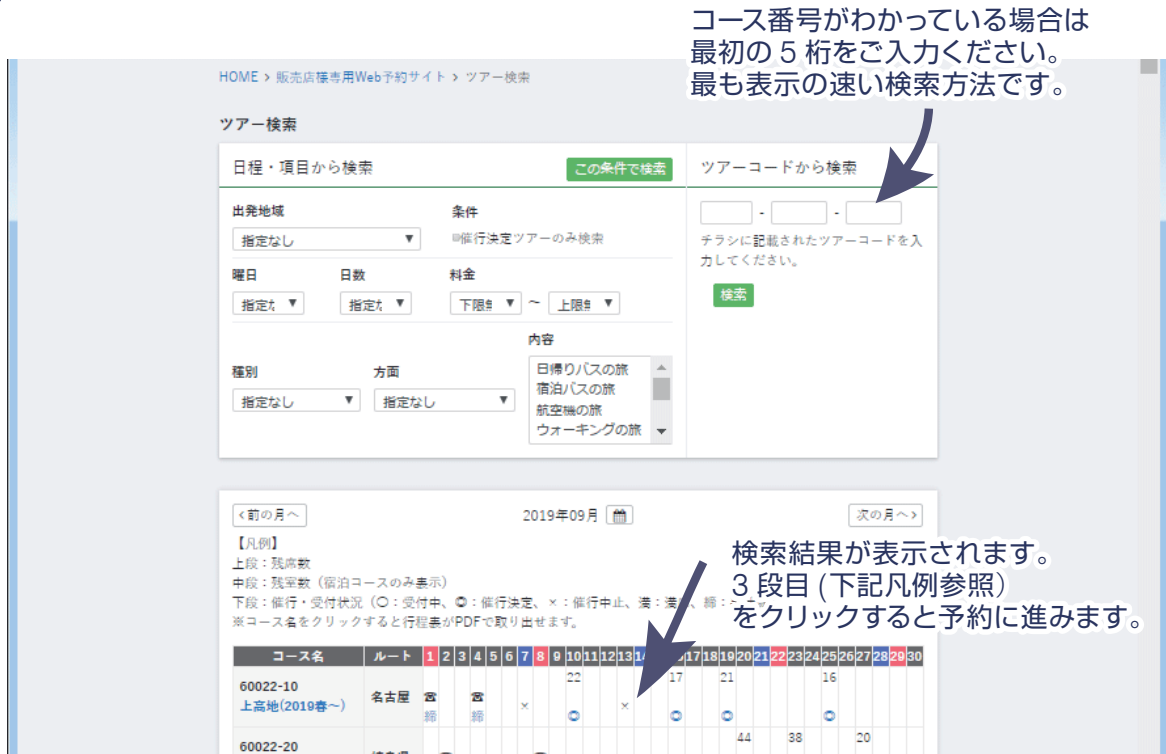 コース番号がわかっている場合は
最初の5桁をご入力ください。
最も表示の速い検索方法です。
HOME > 販売店様専用Web予約サイト > ツアー検索
ツアー検索
日程・項目から検索
この条件で検索
ツアーコードから検索
出発地域
条件
指定なし ▼
催行決定ツアーのみ検索
- -
チラシに記載されたツアーコードを入
力してください。
検索
曜日
日数
料金
指定な ▼
指定な ▼
下限 ▼ ～ 上限 ▼
種別
方面
内容
指定なし ▼
指定なし ▼
日帰りバスの旅
宿泊バスの旅
航空機の旅
ウォーキングの旅
<前の月へ
2019年09月
次の月へ>
【凡例】
上段：残席数
中段：残室数（宿泊コースのみ表示）
下段：催行・受付状況（○：受付中、◎：催行決定、×：催行中止、満：満、締：
※コース名をクリックすると行程表がPDFで取り出せます。
検索結果が表示されます。
3段目(下記凡例参照）
をクリックすると予約に進みます。
コース名 ルート 1 2 3 4 5 6 7 8 9 10 11 12 13 17 18 19 20 21 22 23 24 25 26 27 28 29 30
60022-10
上高地(2019春～)
名古屋
22 17 21 16
☎ ☎ × ×
締 締 ◎ ◎ ◎ ◎
60022-20
44 38 20